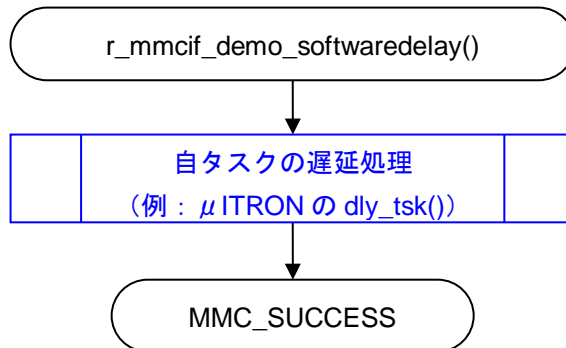 r_mmcif_demo_softwaredelay()
自タスクの遅延処理
（例：μITRON の dly_tsk()）
MMC_SUCCESS